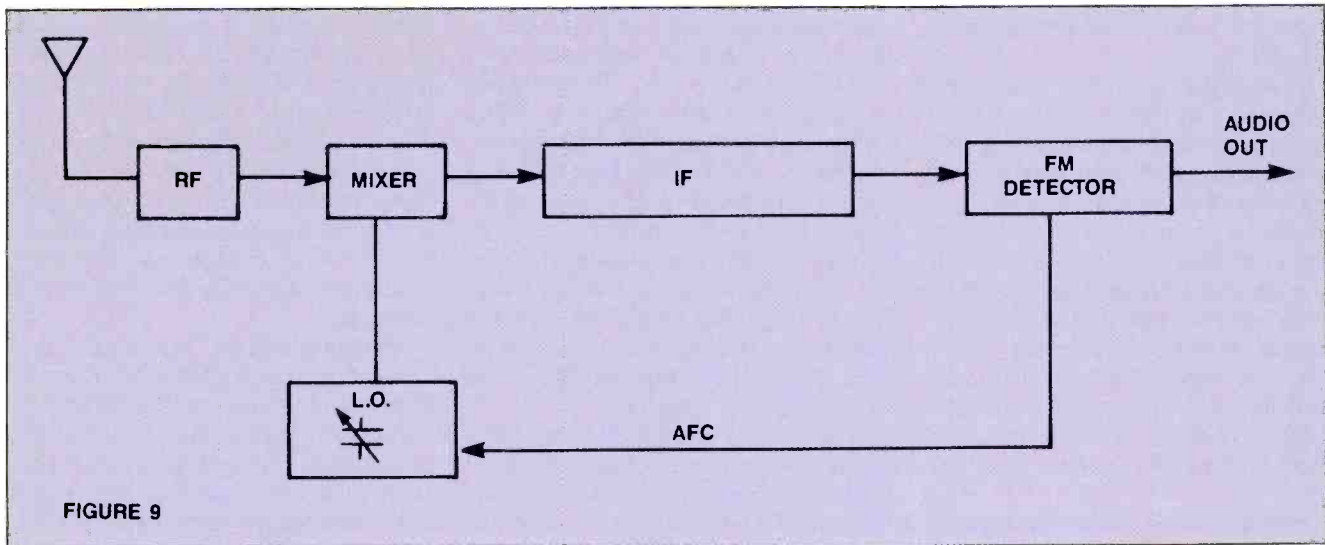 AUDIO
OUT
RF
MIXER
IF
FM
DETECTOR
L.O.
AFC
FIGURE 9